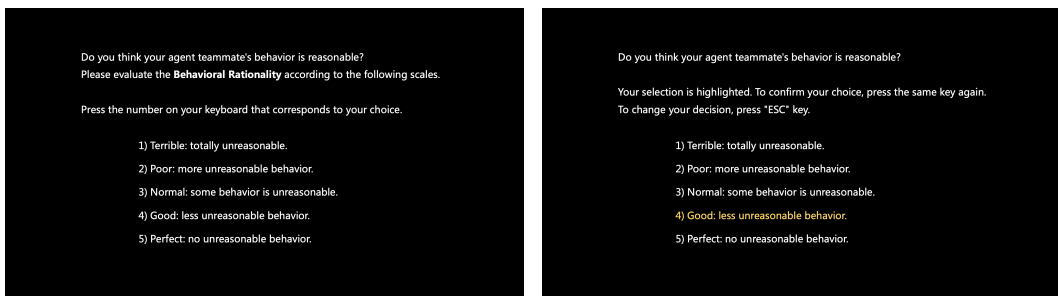 Do you think your agent teammate's behavior is reasonable?
Please evaluate the Behavioral Rationality according to the following scales.
Press the number on your keyboard that corresponds to your choice.
1) Terrible: totally unreasonable.
2) Poor: more unreasonable behavior.
3) Normal: some behavior is unreasonable.
4) Good: less unreasonable behavior.
5) Perfect: no unreasonable behavior.
Do you think your agent teammate's behavior is reasonable?
Your selection is highlighted. To confirm your choice, press the same key again.
To change your decision, press "ESC" key.
1) Terrible: totally unreasonable.
2) Poor: more unreasonable behavior.
3) Normal: some behavior is unreasonable.
4) Good: less unreasonable behavior.
5) Perfect: no unreasonable behavior.